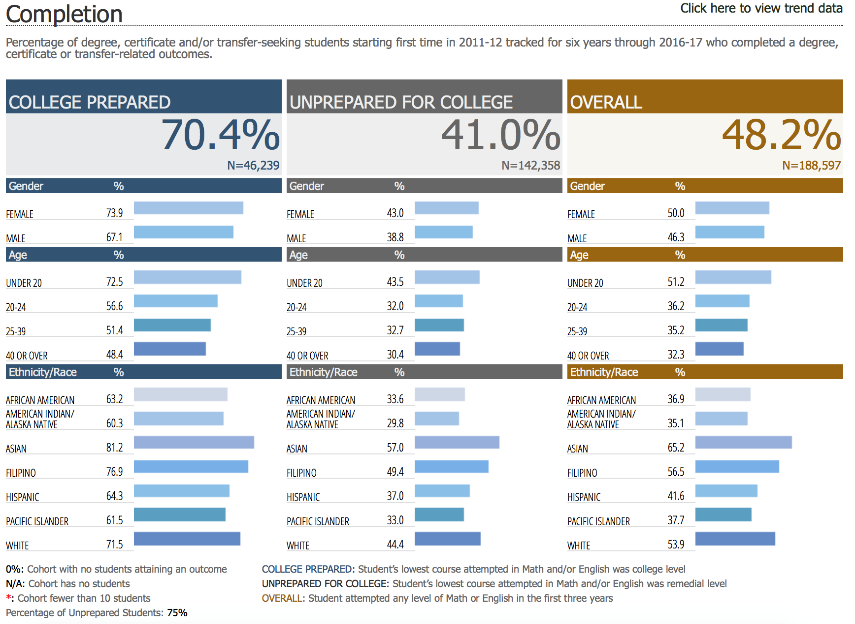 Completion
Click here to view trend data
Percentage of degree, certificate and/or transfer-seeking students starting first time in 2011-12 tracked for six years through 2016-17 who completed a degree,
certificate or transfer-related outcomes.
COLLEGE PREPARED
70.4%
N=46,239
Gender %
FEMALE 73.9
MALE 67.1
Age %
UNDER 20 72.5
20-24 56.6
25-39 51.4
40 OR OVER 48.4
Ethnicity/Race %
AFRICAN AMERICAN 63.2
AMERICAN INDIAN/
ALASKA NATIVE 60.3
ASIAN 81.2
FILIPINO 76.9
HISPANIC 64.3
PACIFIC ISLANDER 61.5
WHITE 71.5
UNPREPARED FOR COLLEGE
41.0%
N=142,358
Gender %
FEMALE 43.0
MALE 38.8
Age %
UNDER 20 43.5
20-24 32.0
25-39 32.7
40 OR OVER 30.4
Ethnicity/Race %
AFRICAN AMERICAN 33.6
AMERICAN INDIAN/
ALASKA NATIVE 29.8
ASIAN 57.0
FILIPINO 49.4
HISPANIC 37.0
PACIFIC ISLANDER 33.0
WHITE 44.4
OVERALL
48.2%
N=188,597
Gender %
FEMALE 50.0
MALE 46.3
Age %
UNDER 20 51.2
20-24 36.2
25-39 35.2
40 OR OVER 32.3
Ethnicity/Race %
AFRICAN AMERICAN 36.9
AMERICAN INDIAN/
ALASKA NATIVE 35.1
ASIAN 65.2
FILIPINO 56.5
HISPANIC 41.6
PACIFIC ISLANDER 37.7
WHITE 53.9
0%: Cohort with no students attaining an outcome
N/A: Cohort has no students
*: Cohort fewer than 10 students
Percentage of Unprepared Students: 75%
COLLEGE PREPARED: Student's lowest course attempted in Math and/or English was college level
UNPREPARED FOR COLLEGE: Student's lowest course attempted in Math and/or English was remedial level
OVERALL: Student attempted any level of Math or English in the first three years